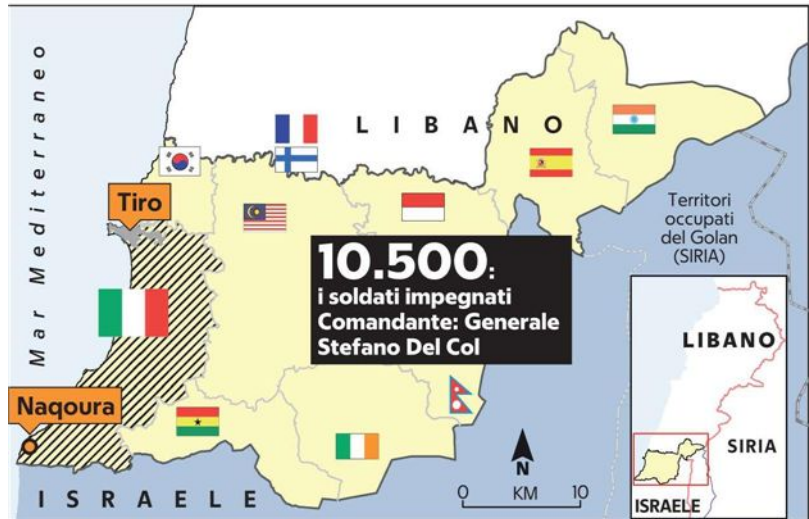 Mar Mediterraneo
LIBANO
Tiro
Territori
occupati
del Golan
(SIRIA)
10.500:
i soldati impegnati
Comandante: Generale
Stefano Del Col
Naqoura
ISRAELE
N
0 KM 10
LIBANO
SIRIA
ISRAELE